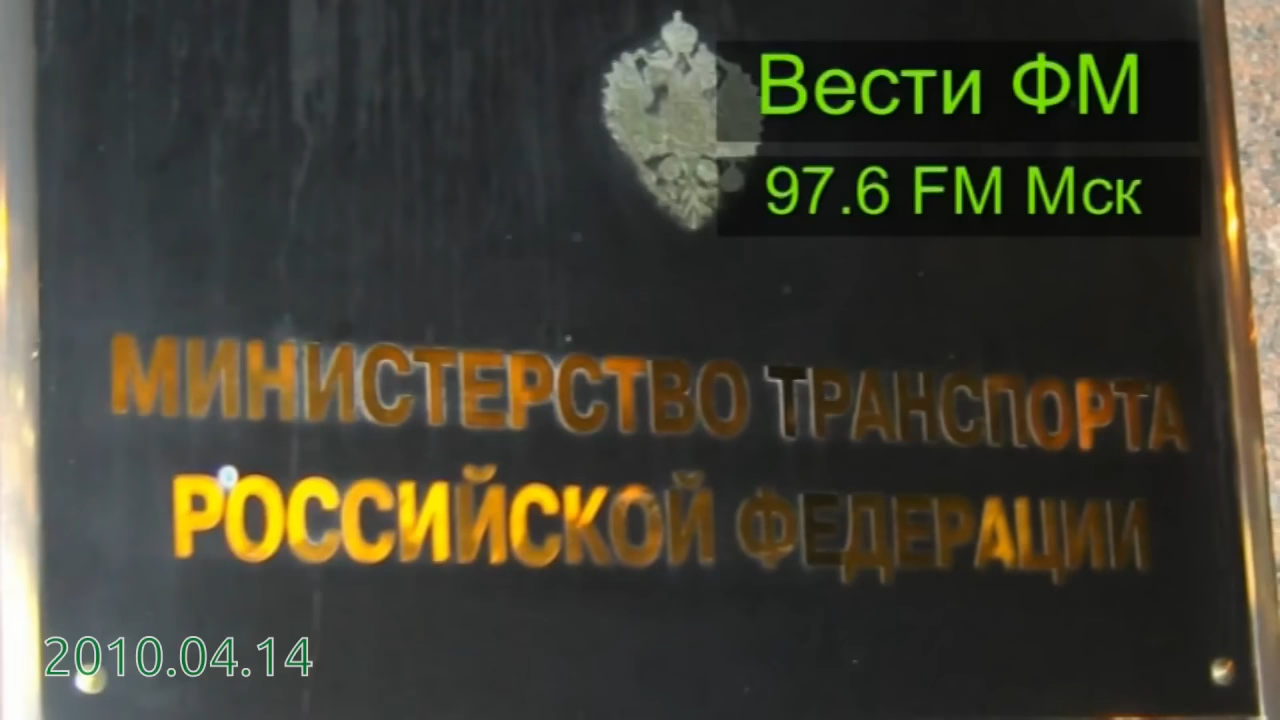 Вести ФМ
97.6 FM Мск
МИНИСТЕРСТВО ТРАНСПОРТА
РОССИЙСКОЙ ФЕДЕРАЦИИ
2010.04.14